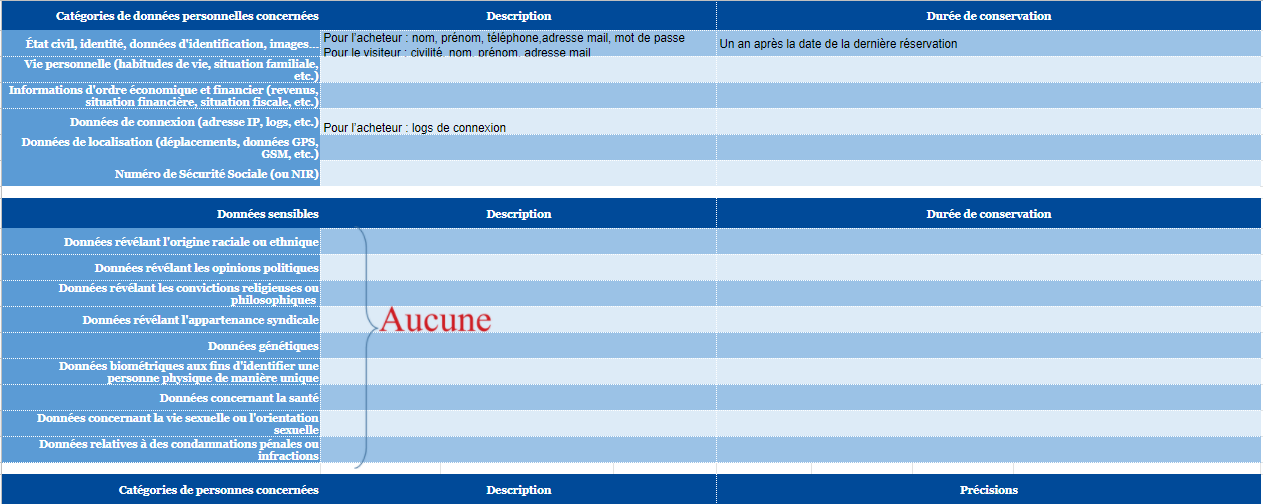 Catégories de données personnelles concernées Description Durée de conservation
État civil, identité, données d'identification, images... Pour l'acheteur : nom, prénom, téléphone,adresse mail, mot de passe Un an après la date de la dernière réservation
Pour le visiteur : civilité, nom, prénom, adresse mail
Vie personnelle (habitudes de vie, situation familiale,
etc.)
Informations d'ordre économique et financier (revenus,
situation financière, situation fiscale, etc.)
Données de connexion (adresse IP, logs, etc.) Pour l'acheteur : logs de connexion
Données de localisation (déplacements, données GPS,
GSM, etc.)
Numéro de Sécurité Sociale (ou NIR)
Données sensibles Description Durée de conservation
Données révélant l'origine raciale ou ethnique
Données révélant les opinions politiques
Données révélant les convictions religieuses ou
philosophiques
Données révélant l'appartenance syndicale
Aucune
Données génétiques
Données biométriques aux fins d'identifier une
personne physique de manière unique
Données concernant la santé
Données concernant la vie sexuelle ou l'orientation
sexuelle
Données relatives à des condamnations pénales ou
infractions
Catégories de personnes concernées Description Précisions